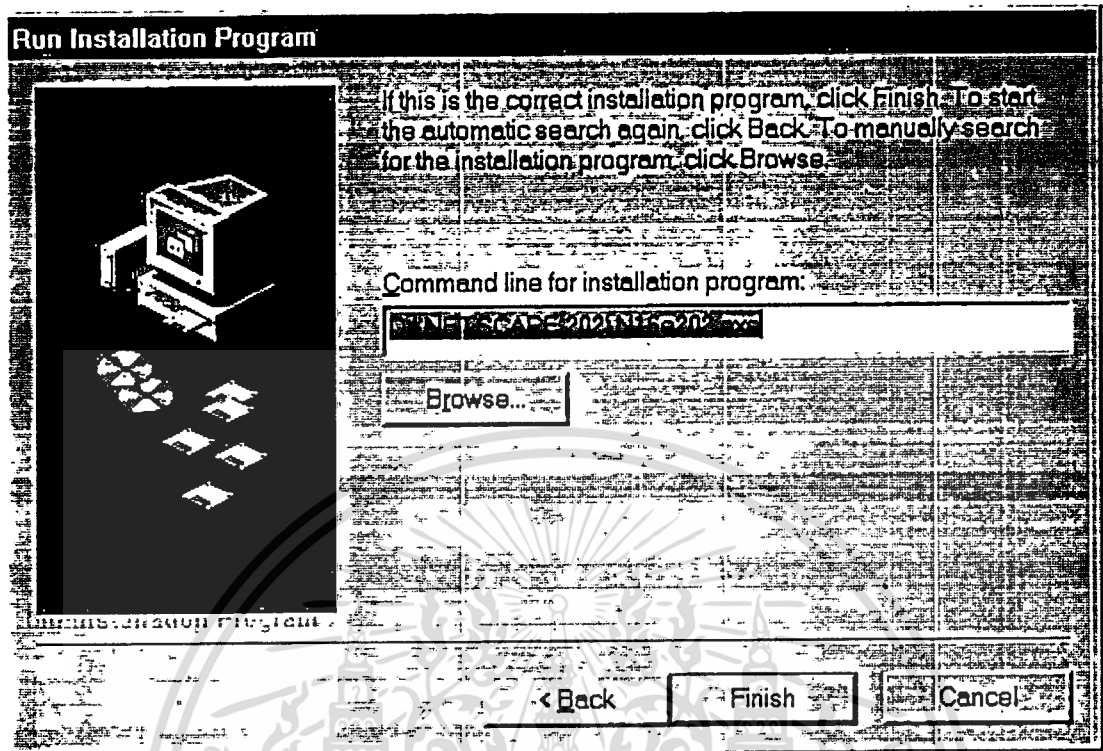 Run Installation Program
If this is the correct installation program, click Finish. To start
the automatic search again, click Back. To manually search
for the installation program, click Browse.
Command line for installation program:
Browse...
< Back
Finish
Cancel